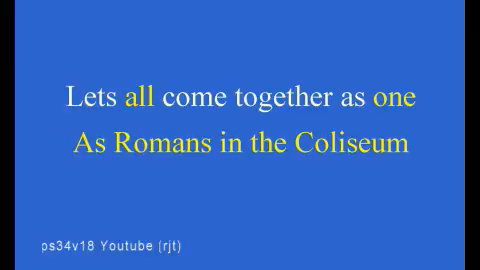 Lets all come together as one
As Romans in the Coliseum
ps34v18 Youtube (rjt)